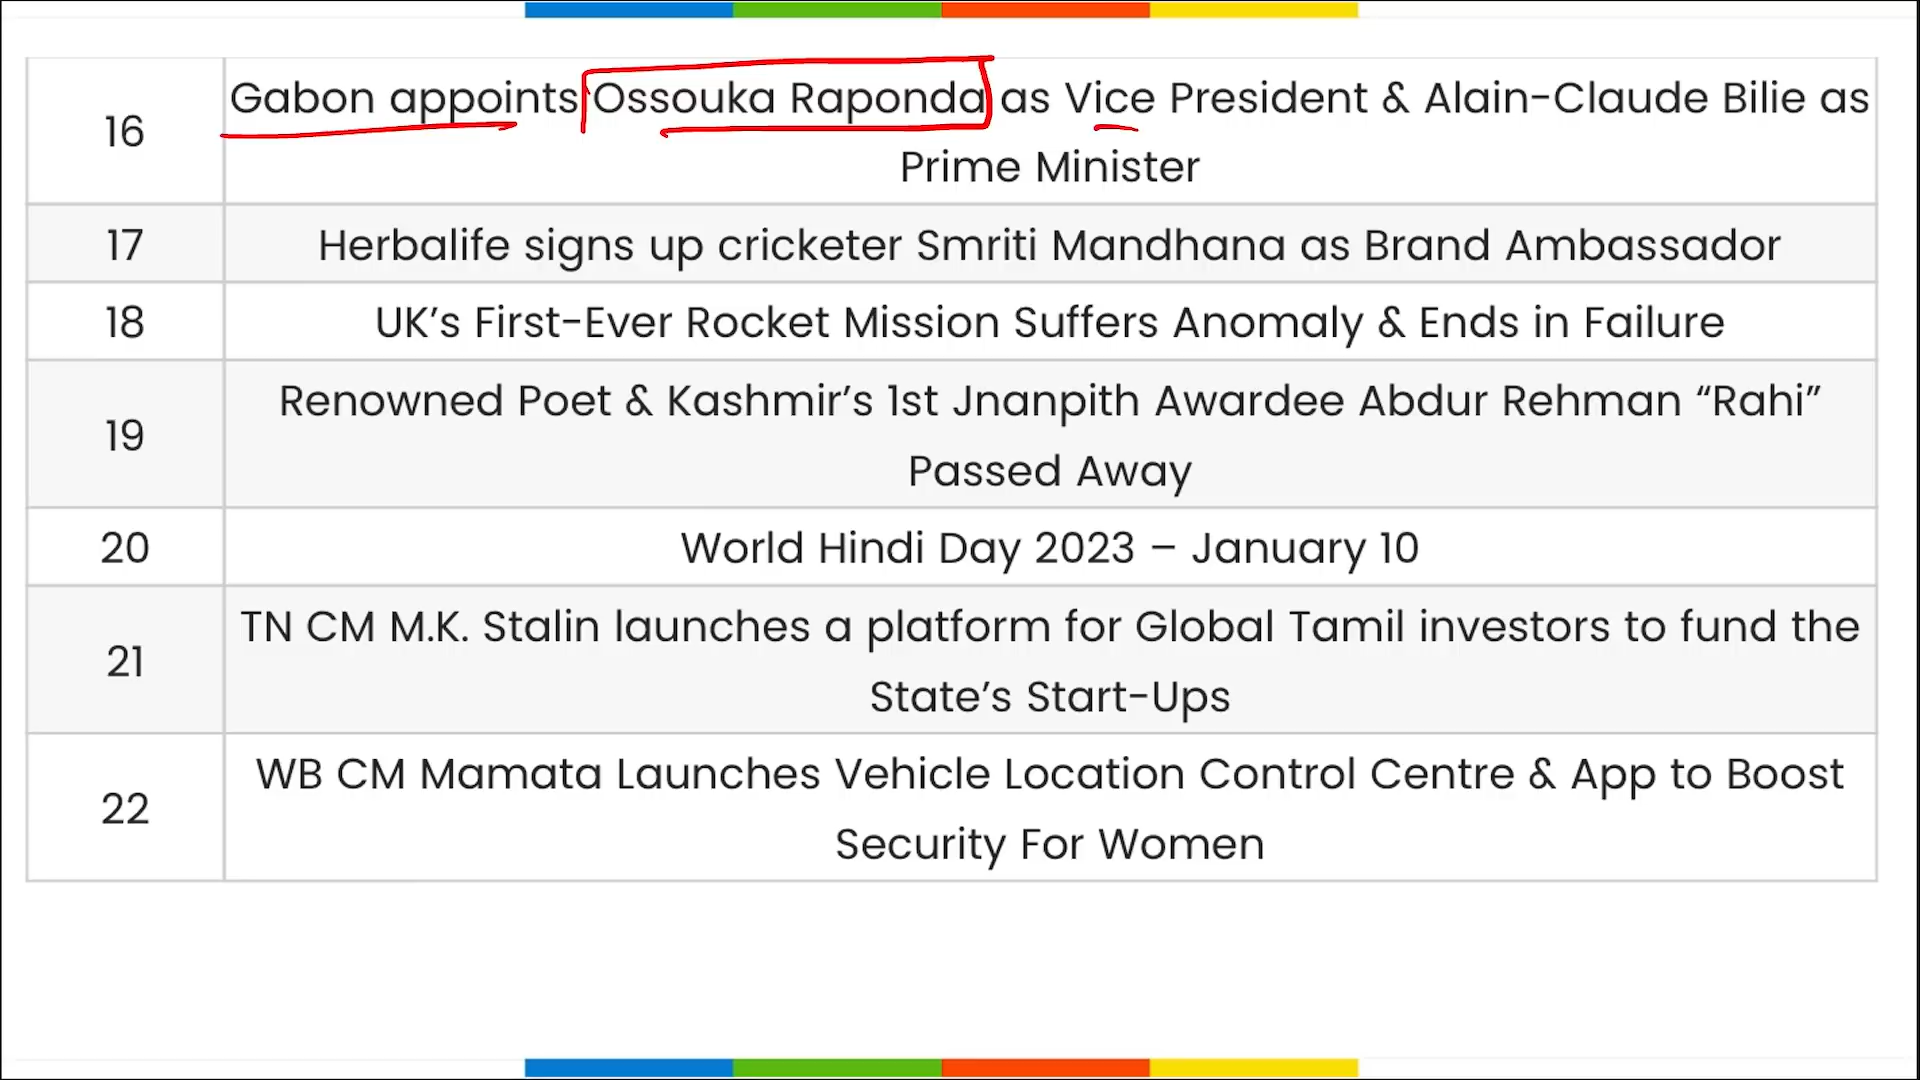 16
Gabon appoints Ossouka Raponda as Vice President & Alain-Claude Bilie as
Prime Minister
17
Herbalife signs up cricketer Smriti Mandhana as Brand Ambassador
18
UK’s First-Ever Rocket Mission Suffers Anomaly & Ends in Failure
19
Renowned Poet & Kashmir’s 1st Jnanpith Awardee Abdur Rehman “Rahi”
Passed Away
20
World Hindi Day 2023 – January 10
21
TN CM M.K. Stalin launches a platform for Global Tamil investors to fund the
State’s Start-Ups
22
WB CM Mamata Launches Vehicle Location Control Centre & App to Boost
Security For Women